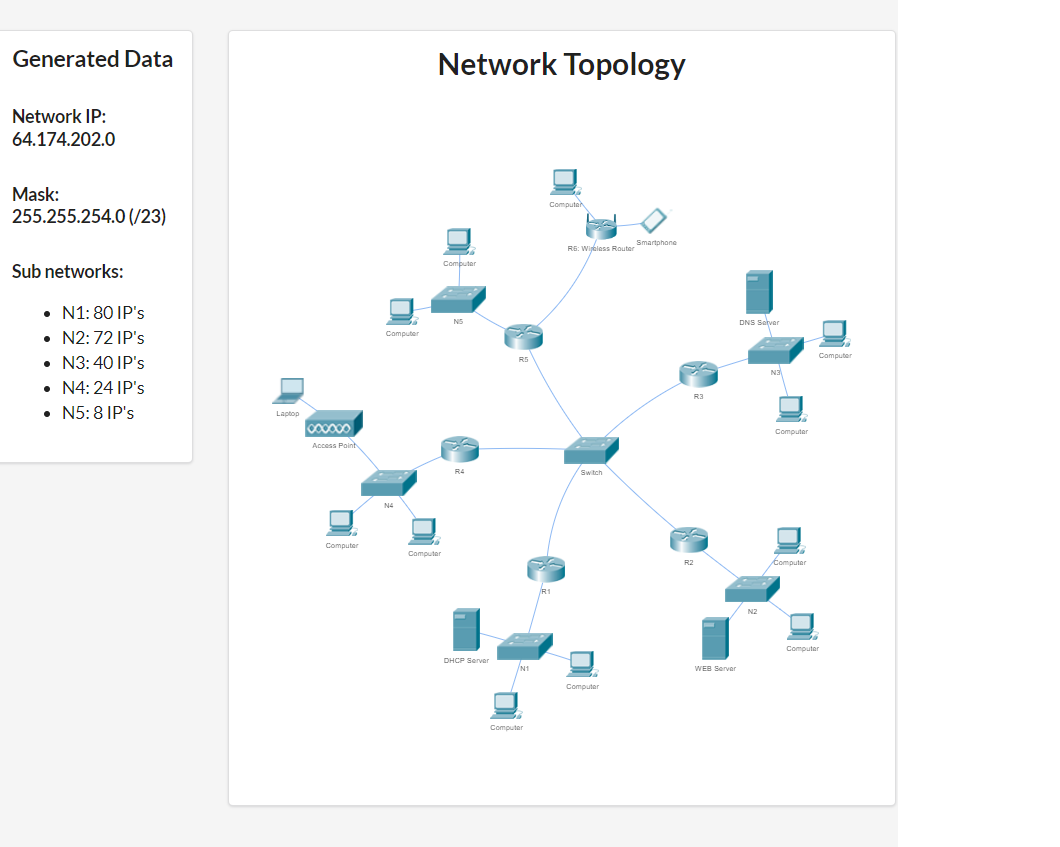 Generated Data
Network IP:
64.174.202.0
Mask:
255.255.254.0 (/23)
Sub networks:
N1: 80 IP's
N2: 72 IP's
N3: 40 IP's
N4: 24 IP's
N5: 8 IP's
Network Topology
Computer
R6: Wireless Router
Smartphone
Computer
N5
Computer
R5
DNS Server
Computer
N3
R3
Computer
Laptop
Access Point
R4
Switch
N4
Computer
Computer
R2
Computer
N2
Computer
WEB Server
R1
DHCP Server
N1
Computer
Computer